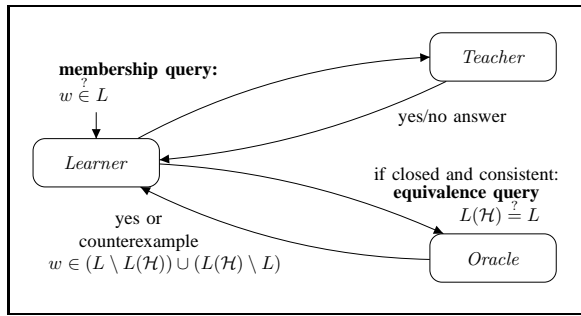 Teacher
membership query:
w ?∈ L
yes/no answer
Learner
if closed and consistent:
equivalence query
L(ℋ) ?= L
yes or
counterexample
w ∈ (L \ L(ℋ)) ∪ (L(ℋ) \ L)
Oracle